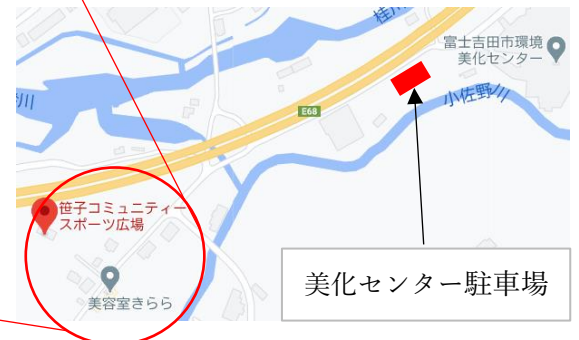 桂川
富士吉田市環境
美化センター
川
E68
小佐野川
笹子コミュニティー
スポーツ広場
美容室きらら
美化センター駐車場